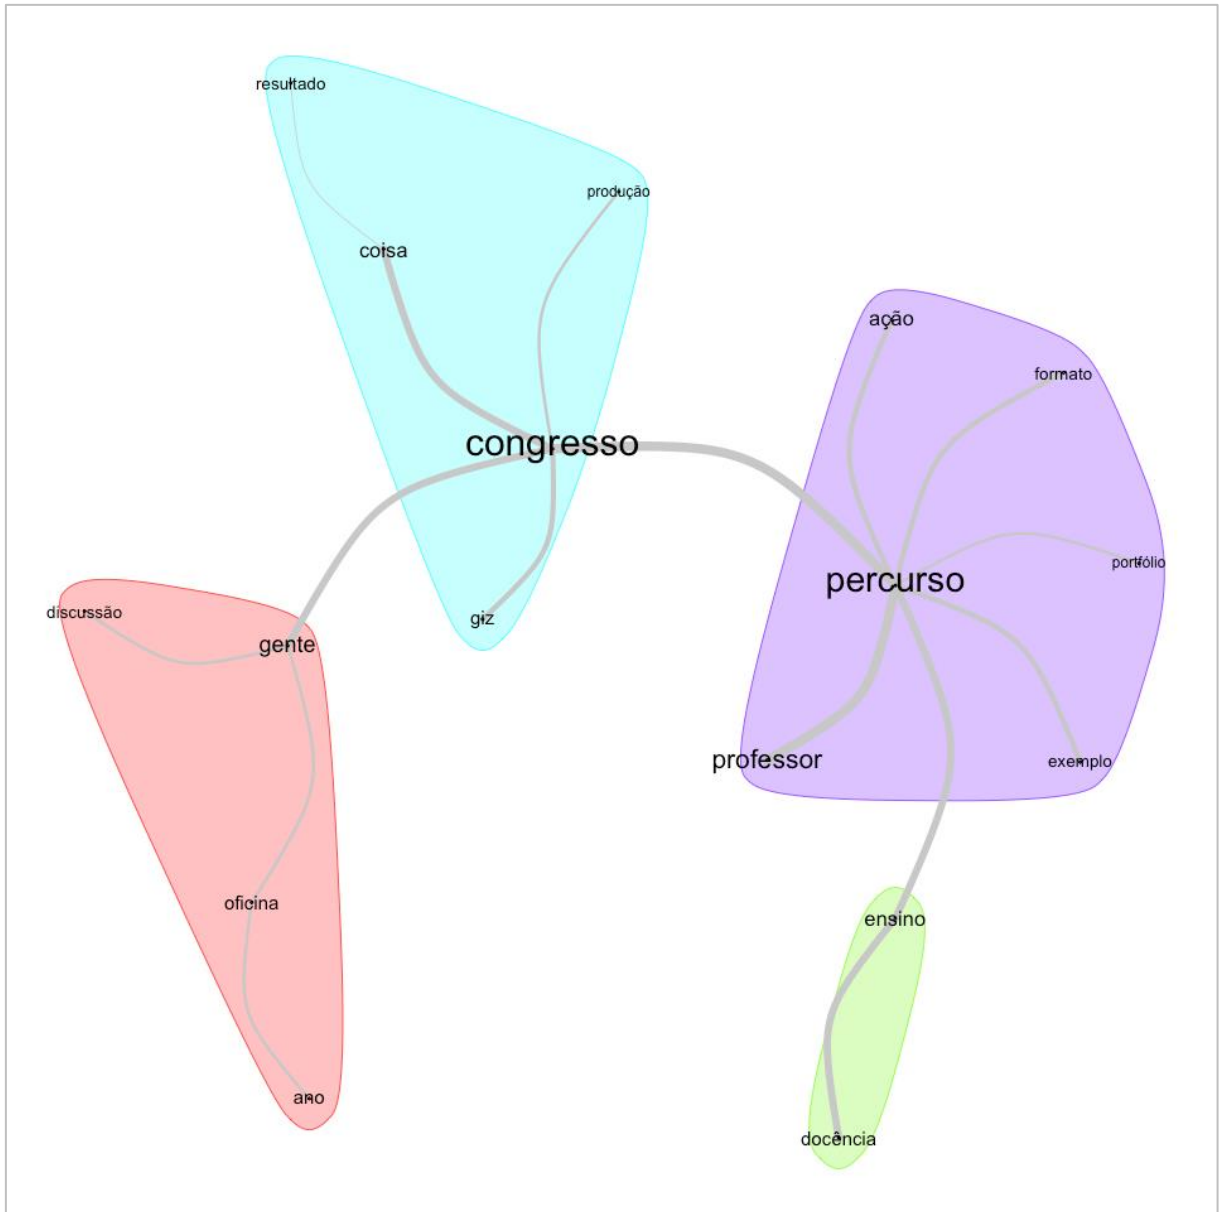 resultado
produção
coisa
ação
formato
congresso
portfólio
percurso
discussão
giz
gente
professor
exemplo
oficina
ensino
ano
docência